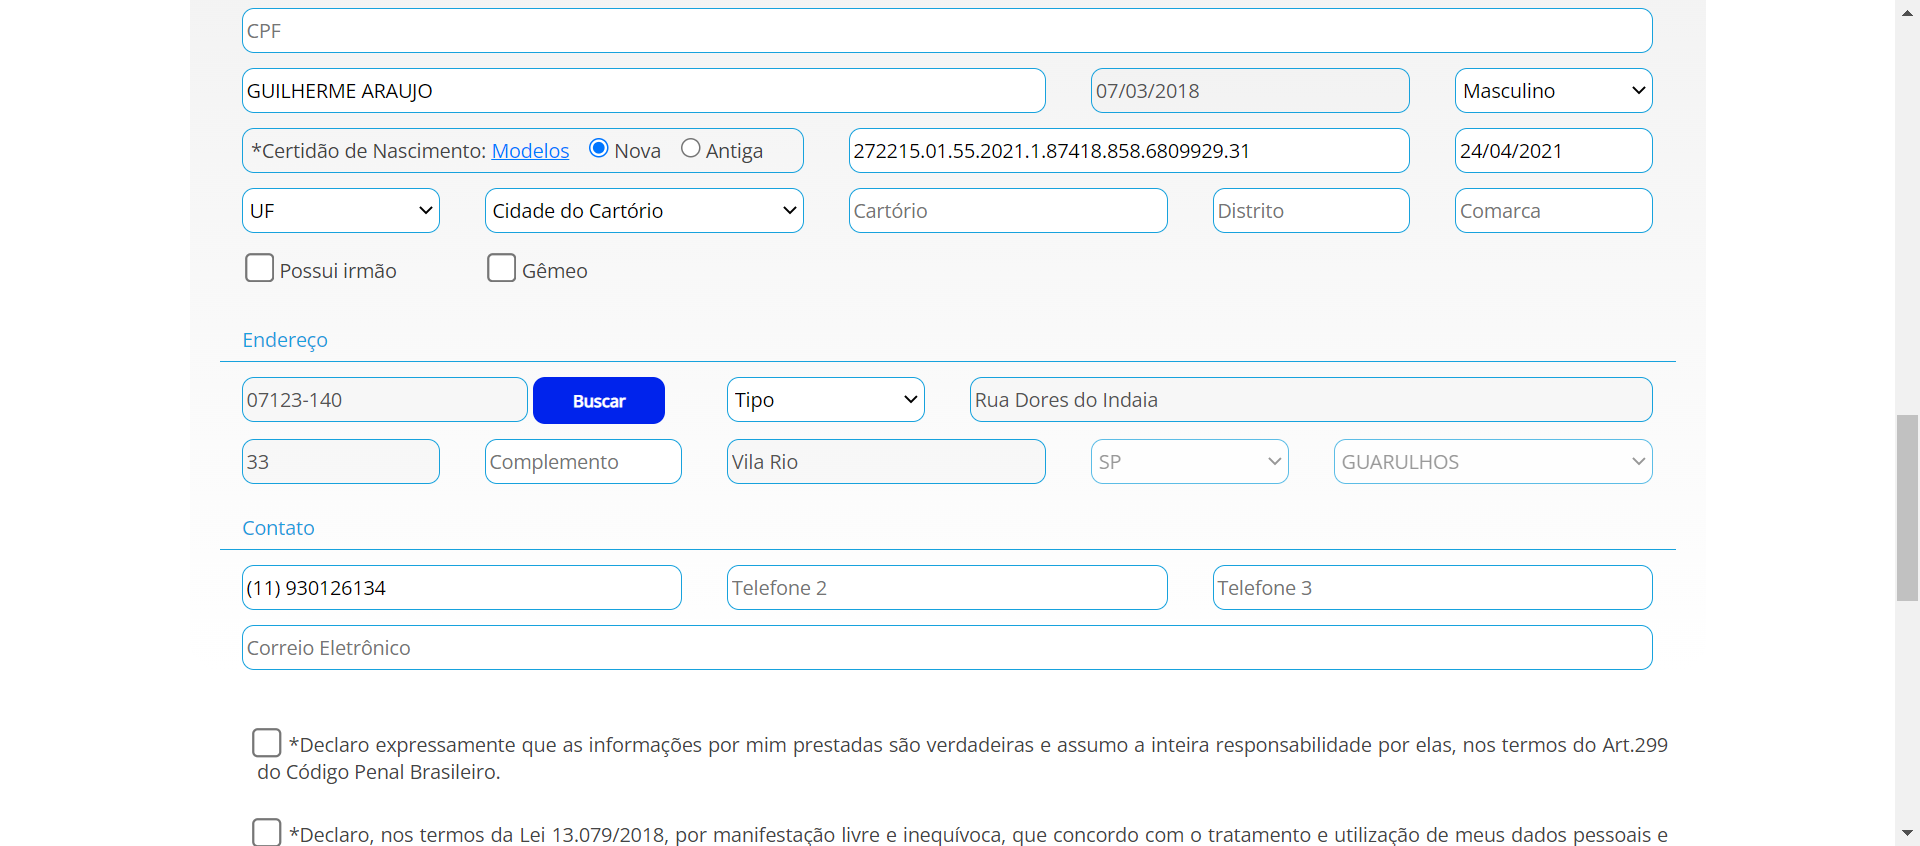 CPF
GUILHERME ARAUJO 07/03/2018 Masculino
*Certidão de Nascimento: Modelos Nova Antiga 272215.01.55.2021.1.87418.858.6809929.31 24/04/2021
UF Cidade do Cartório Cartório Distrito Comarca
Possui irmão Gêmeo
Endereço
07123-140 Buscar Tipo Rua Dores do Indaia
33 Complemento Vila Rio SP GUARULHOS
Contato
(11) 930126134 Telefone 2 Telefone 3
Correio Eletrônico
*Declaro expressamente que as informações por mim prestadas são verdadeiras e assumo a inteira responsabilidade por elas, nos termos do Art.299
do Código Penal Brasileiro.
*Declaro, nos termos da Lei 13.079/2018, por manifestação livre e inequívoca, que concordo com o tratamento e utilização de meus dados pessoais e